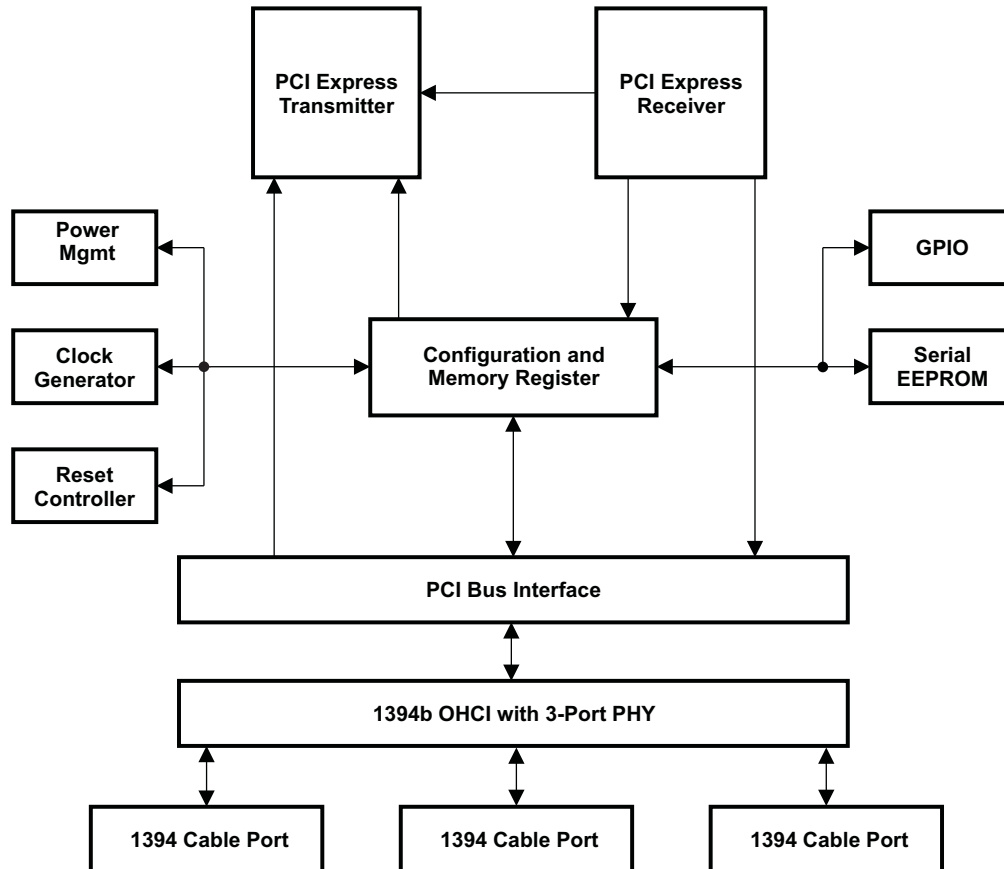 PCI Express
Transmitter
PCI Express
Receiver
Power
Mgmt
GPIO
Clock
Generator
Configuration and
Memory Register
Serial
EEPROM
Reset
Controller
PCI Bus Interface
1394b OHCI with 3-Port PHY
1394 Cable Port
1394 Cable Port
1394 Cable Port